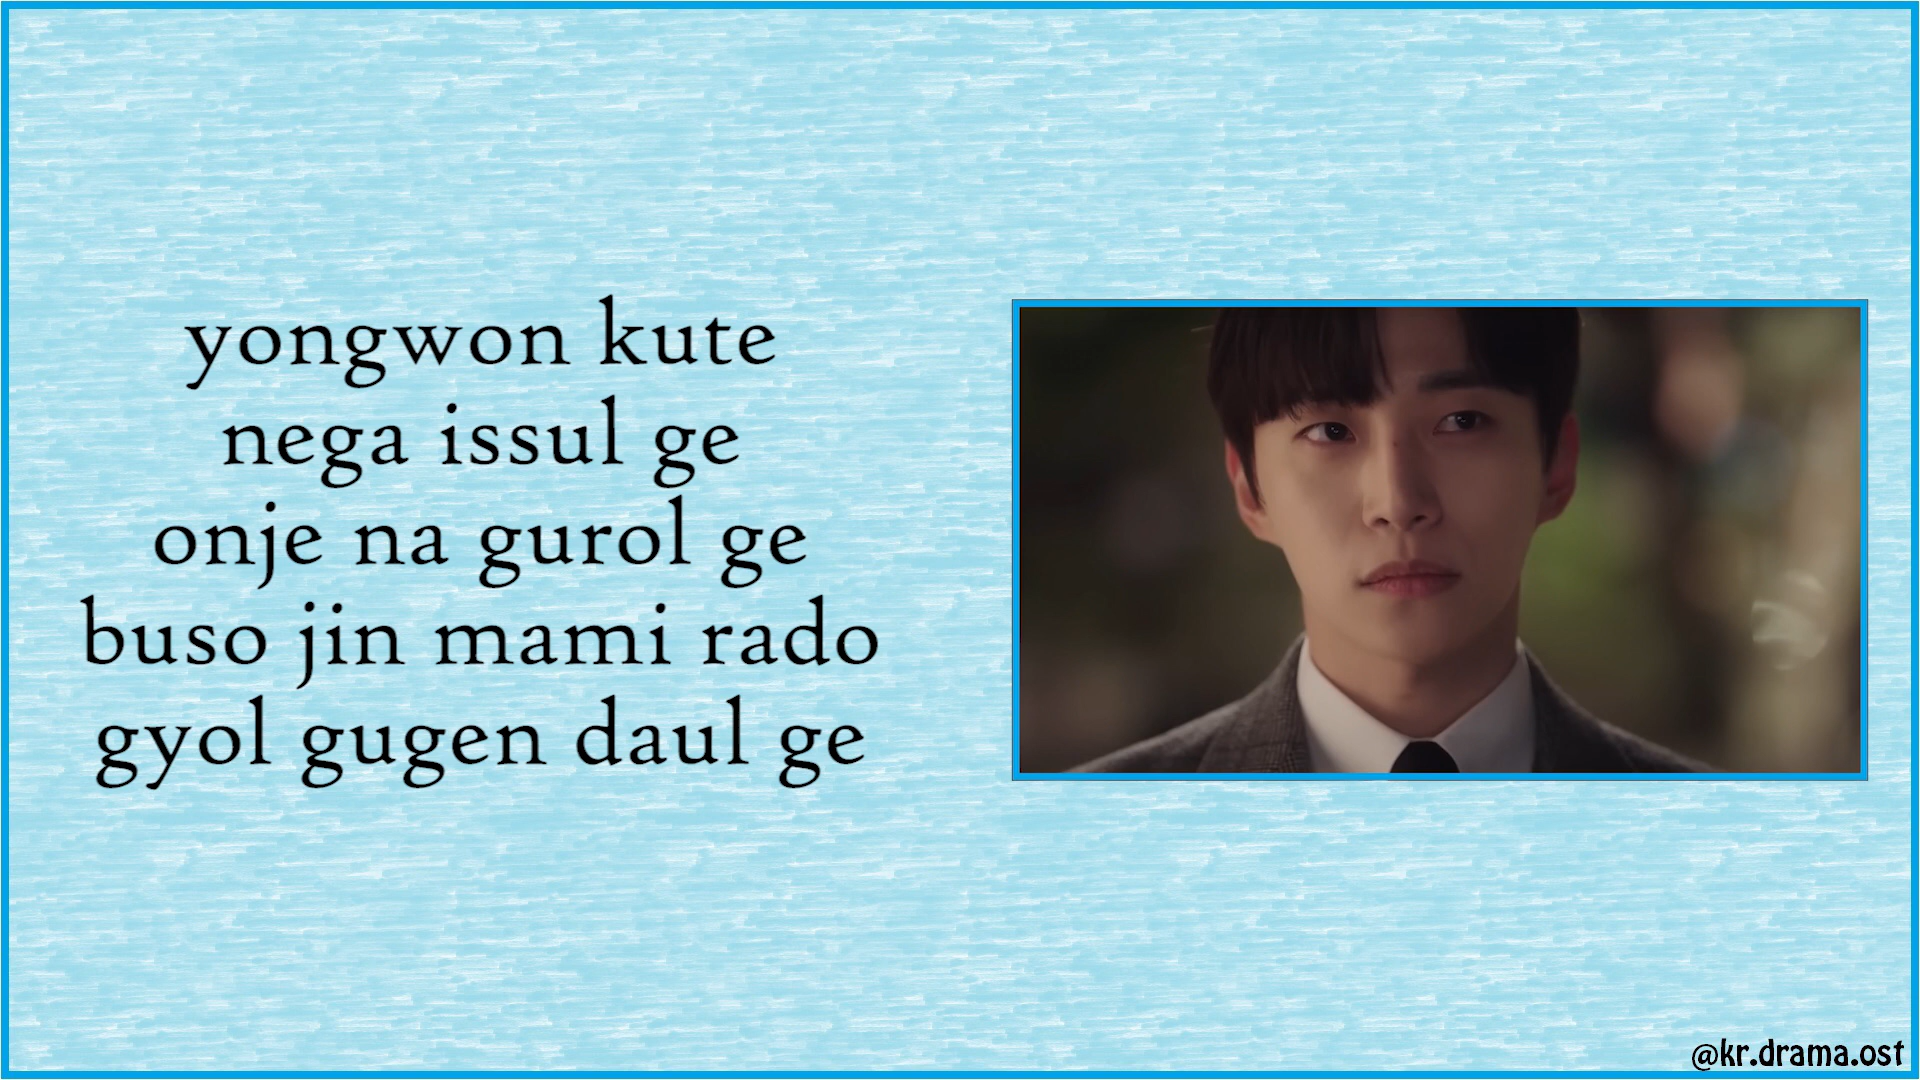 yongwon kute
nega issul ge
onje na gurol ge
buso jin mami rado
gyol gugen daul ge
@kr.drama.ost